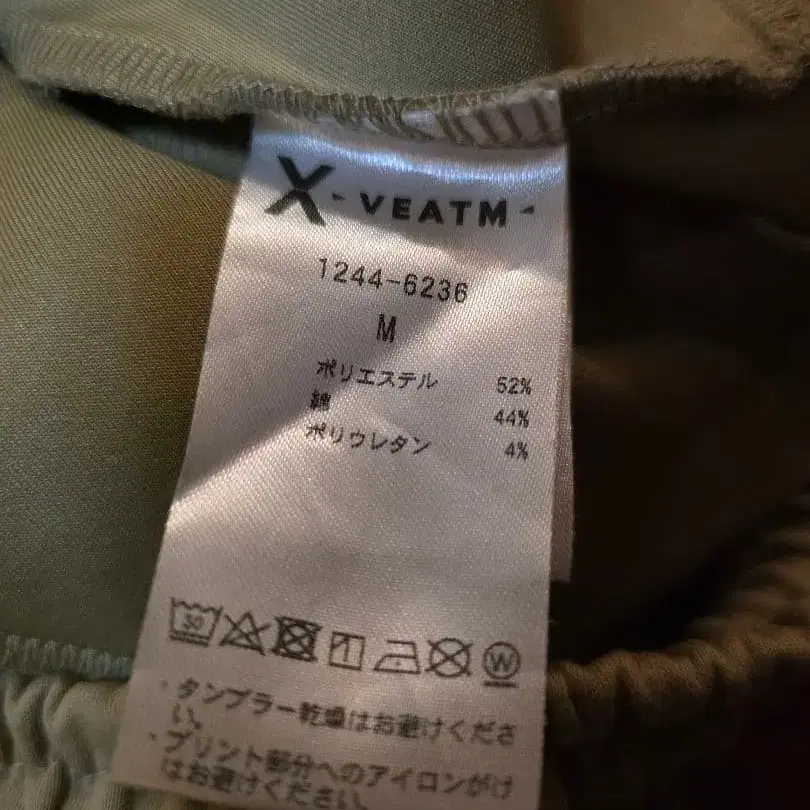 X-VEATM-
1244-6236
M
ポリエステル 52%
綿 44%
ポリウレタン 4%
30
W
・タンブラー乾燥はお避けくださ
い。
・プリント部分へのアイロンがけ
はお避けください。